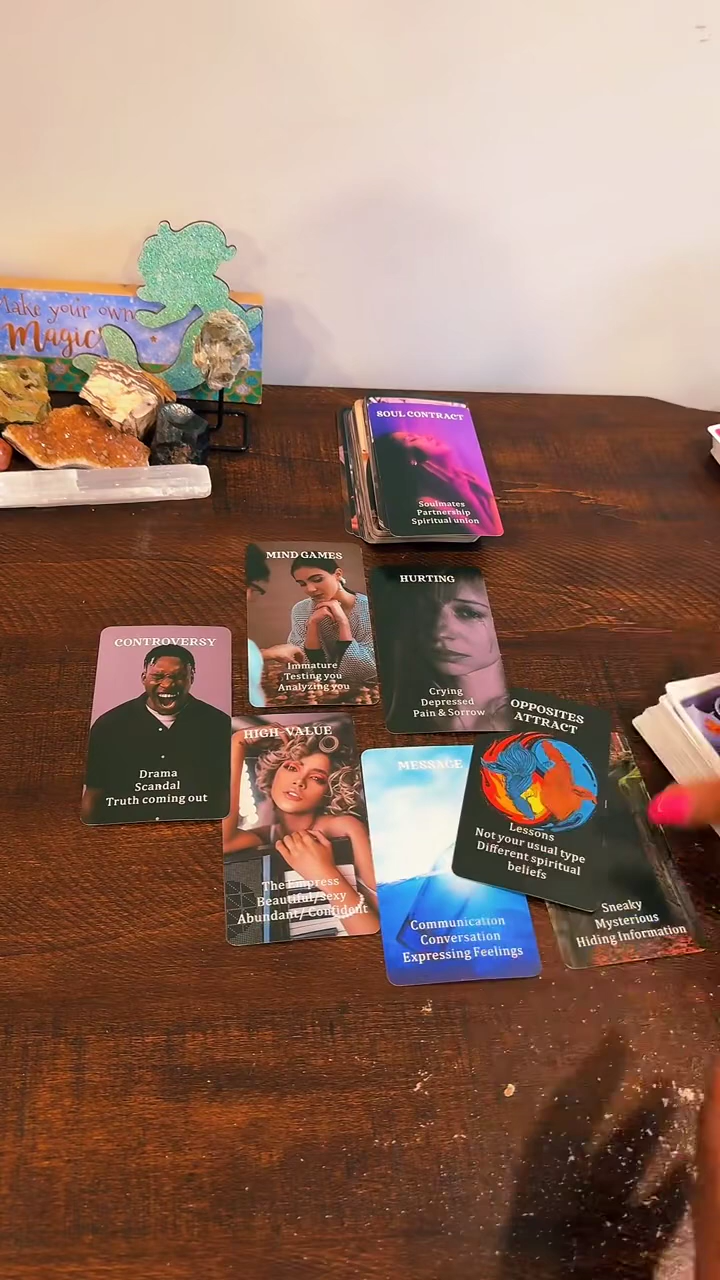 Make your own
Magic
SOUL CONTRACT
Soulmates
Partnership
Spiritual union
MIND GAMES
Immature
Testing you
Analyzing you
HURTING
Crying
Depressed
Pain & Sorrow
CONTROVERSY
Drama
Scandal
Truth coming out
HIGH-VALUE
The Empress
Beautiful/Sexy
Abundant/ Confident
MESSAGE
Communication
Conversation
Expressing Feelings
OPPOSITES
ATTRACT
Lessons
Not your usual type
Different spiritual
beliefs
Sneaky
Mysterious
Hiding Information